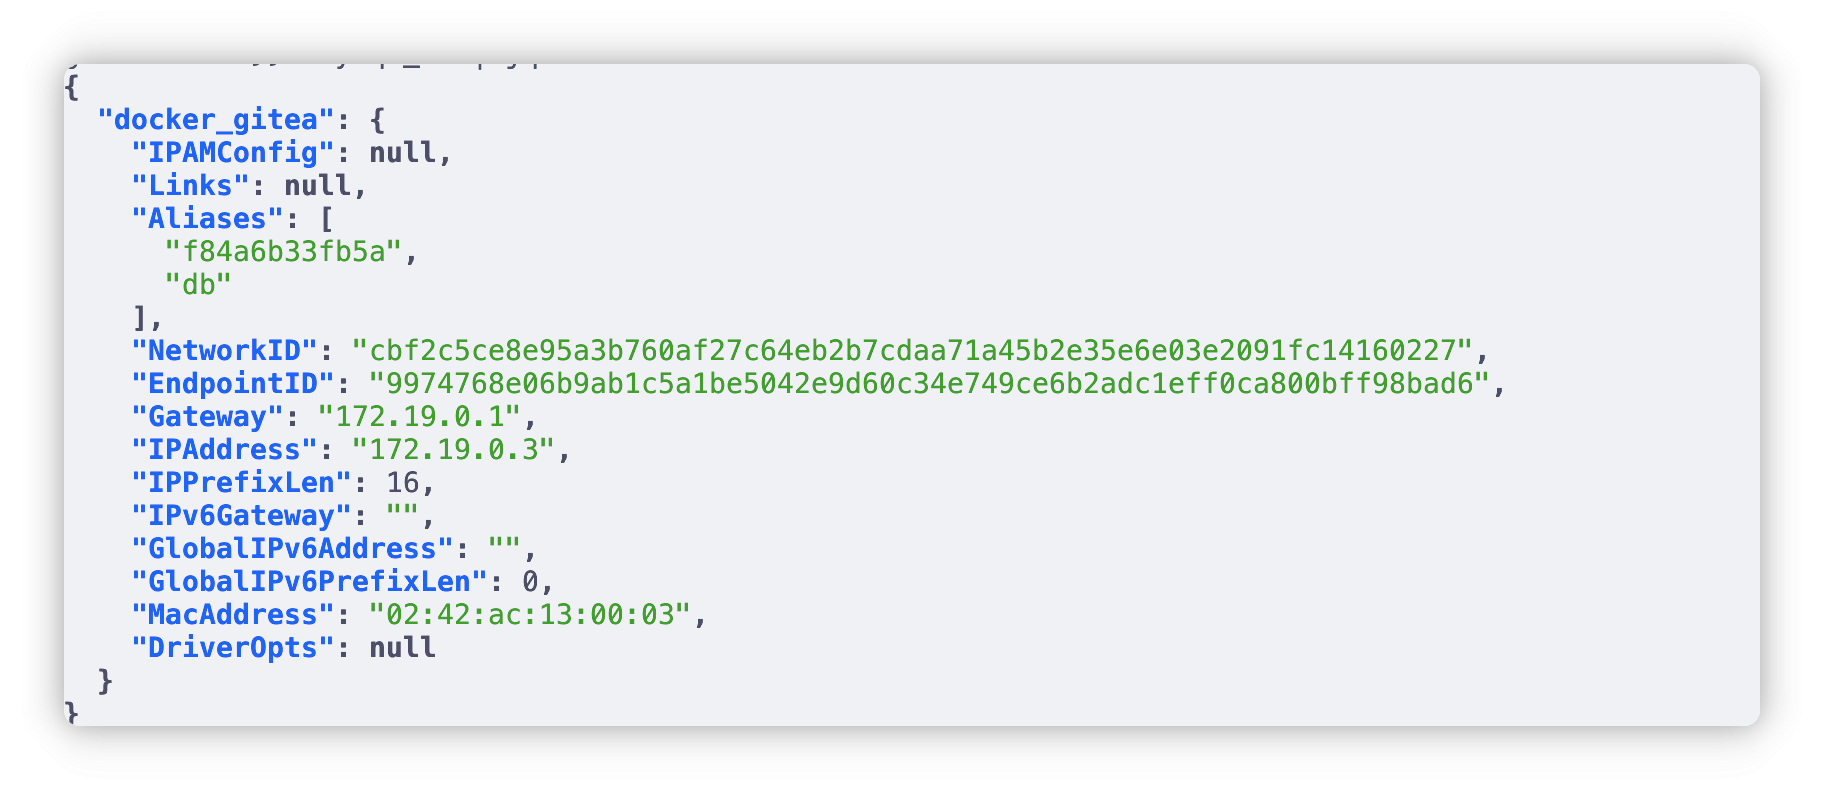 {
  "docker_gitea": {
    "IPAMConfig": null,
    "Links": null,
    "Aliases": [
      "f84a6b33fb5a",
      "db"
    ],
    "NetworkID": "cbf2c5ce8e95a3b760af27c64eb2b7cdaa71a45b2e35e6e03e2091fc14160227",
    "EndpointID": "9974768e06b9ab1c5a1be5042e9d60c34e749ce6b2adc1eff0ca800bff98bad6",
    "Gateway": "172.19.0.1",
    "IPAddress": "172.19.0.3",
    "IPPrefixLen": 16,
    "IPv6Gateway": "",
    "GlobalIPv6Address": "",
    "GlobalIPv6PrefixLen": 0,
    "MacAddress": "02:42:ac:13:00:03",
    "DriverOpts": null
  }
}